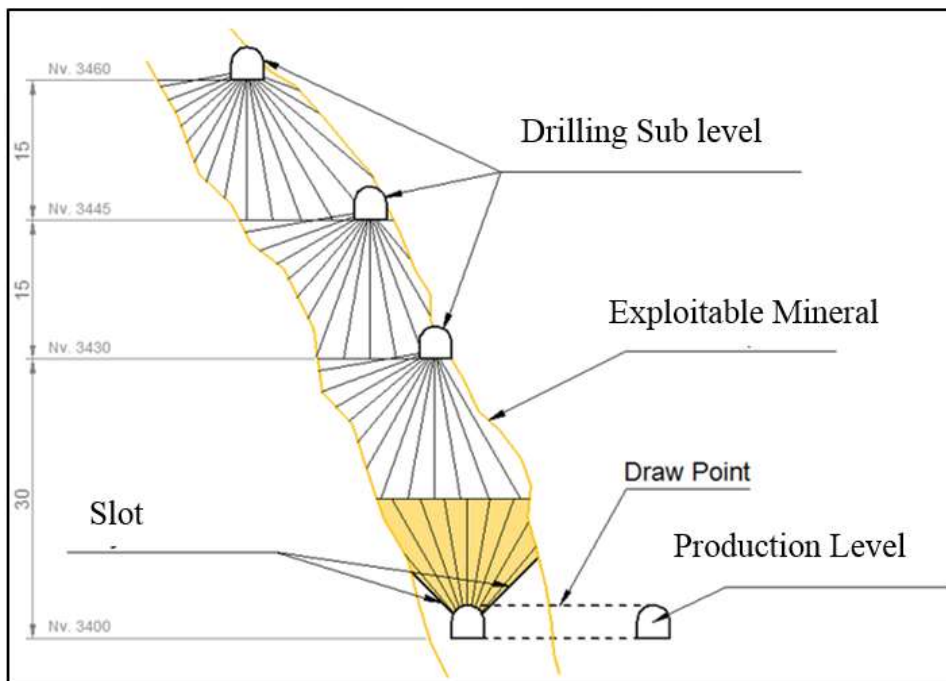 Nv. 3460
15
Drilling Sub level
Nv. 3445
15
Exploitable Mineral
Nv. 3430
30
Draw Point
Slot
Production Level
Nv. 3400